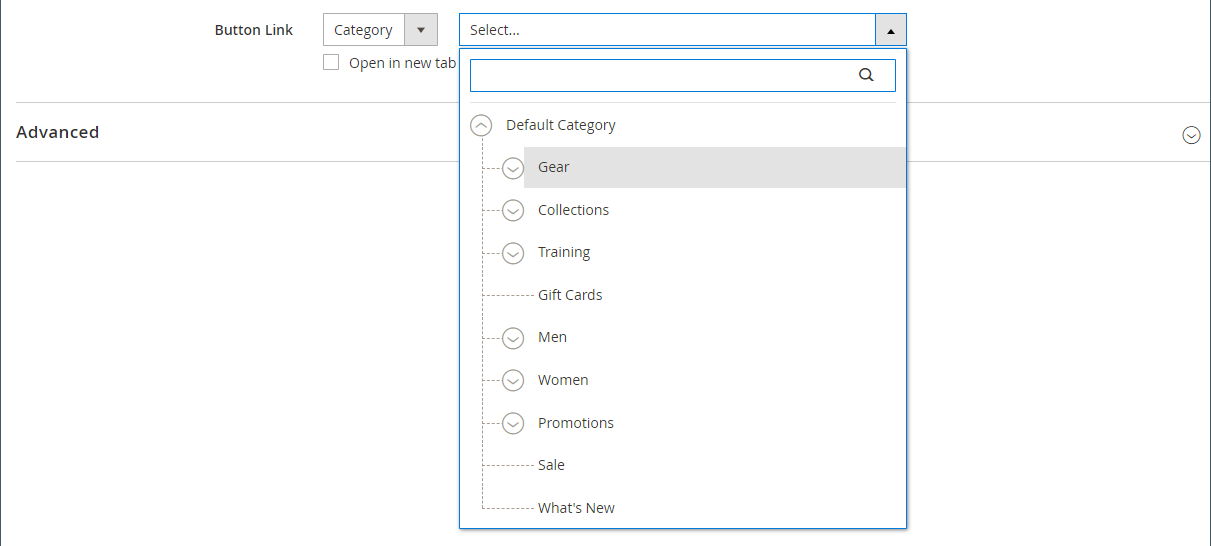 Button Link Category Select...
Open in new tab
Default Category
Advanced
Gear
Collections
Training
Gift Cards
Men
Women
Promotions
Sale
What's New